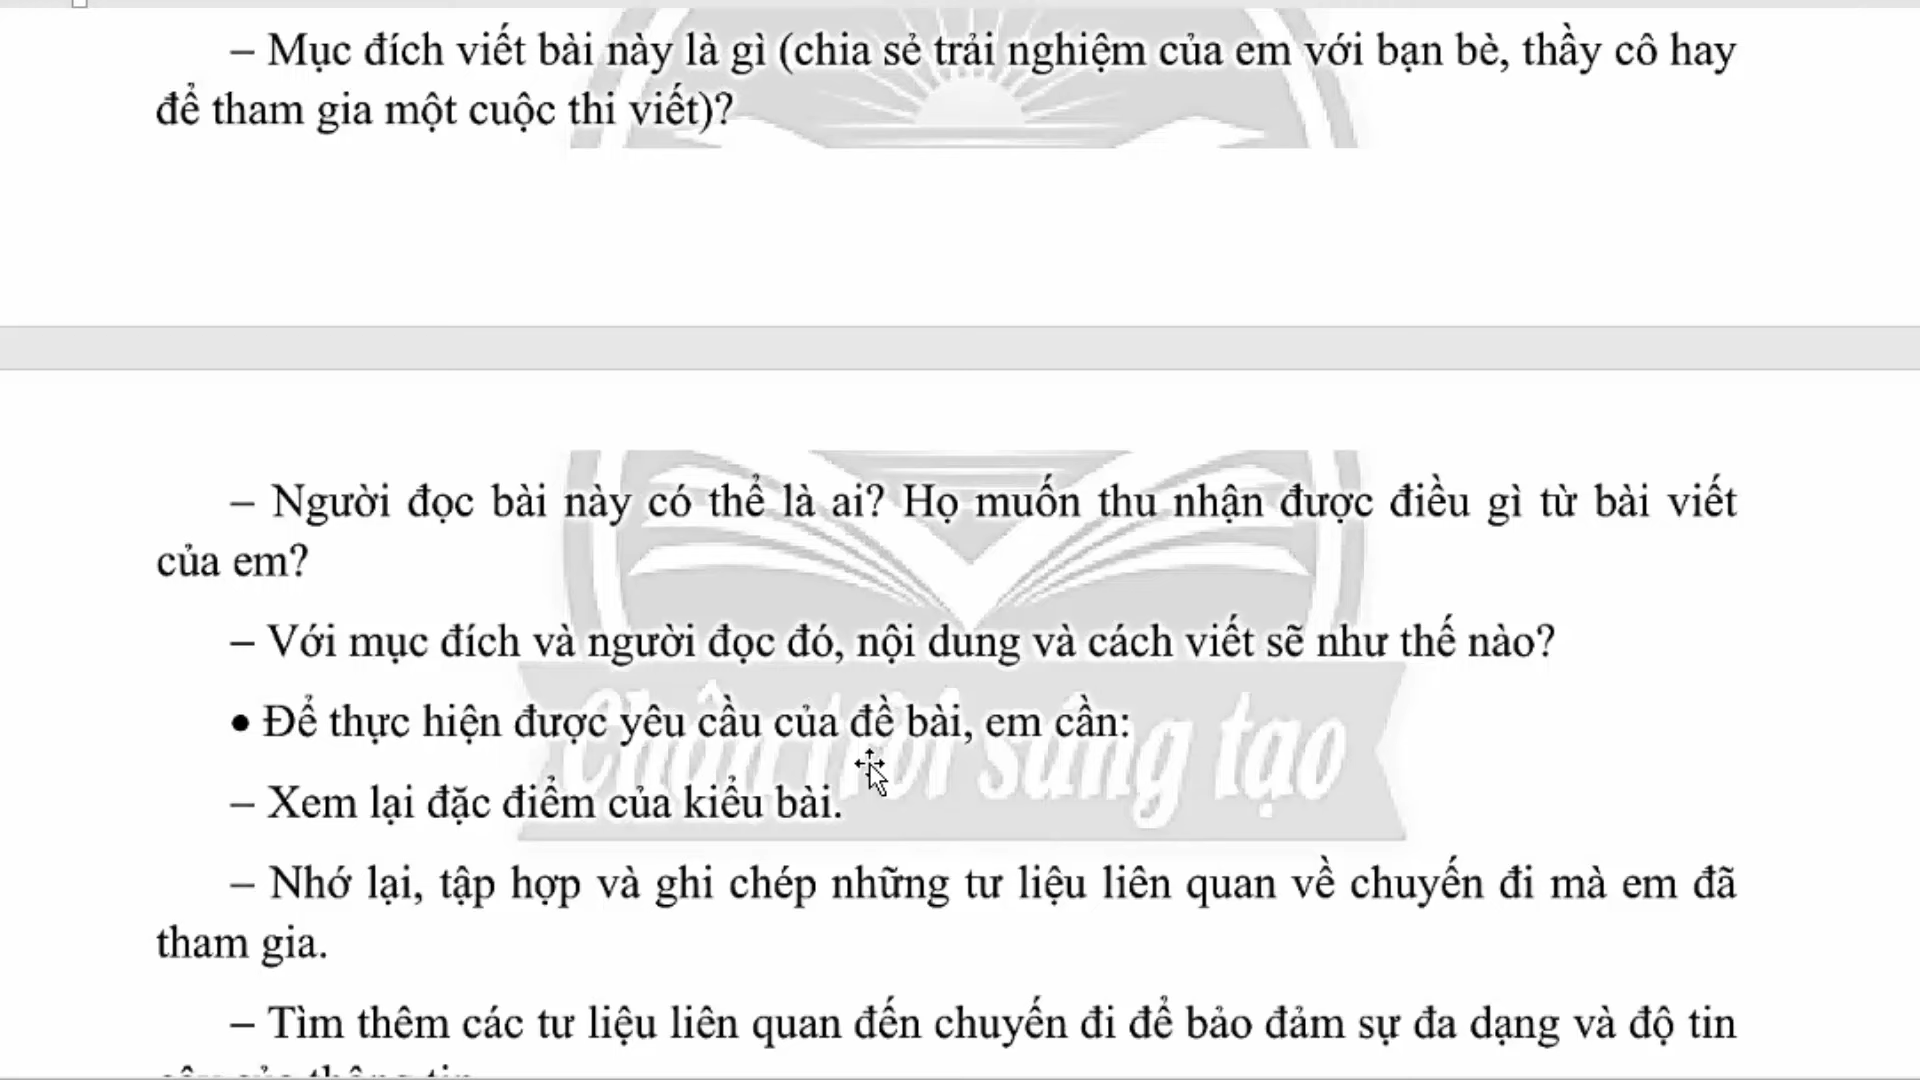 – Mục đích viết bài này là gì (chia sẻ trải nghiệm của em với bạn bè, thầy cô hay
để tham gia một cuộc thi viết)?
– Người đọc bài này có thể là ai? Họ muốn thu nhận được điều gì từ bài viết
của em?
– Với mục đích và người đọc đó, nội dung và cách viết sẽ như thế nào?
• Để thực hiện được yêu cầu của đề bài, em cần:
Chân trời sáng tạo
– Xem lại đặc điểm của kiểu bài.
– Nhớ lại, tập hợp và ghi chép những tư liệu liên quan về chuyến đi mà em đã
tham gia.
– Tìm thêm các tư liệu liên quan đến chuyến đi để bảo đảm sự đa dạng và độ tin